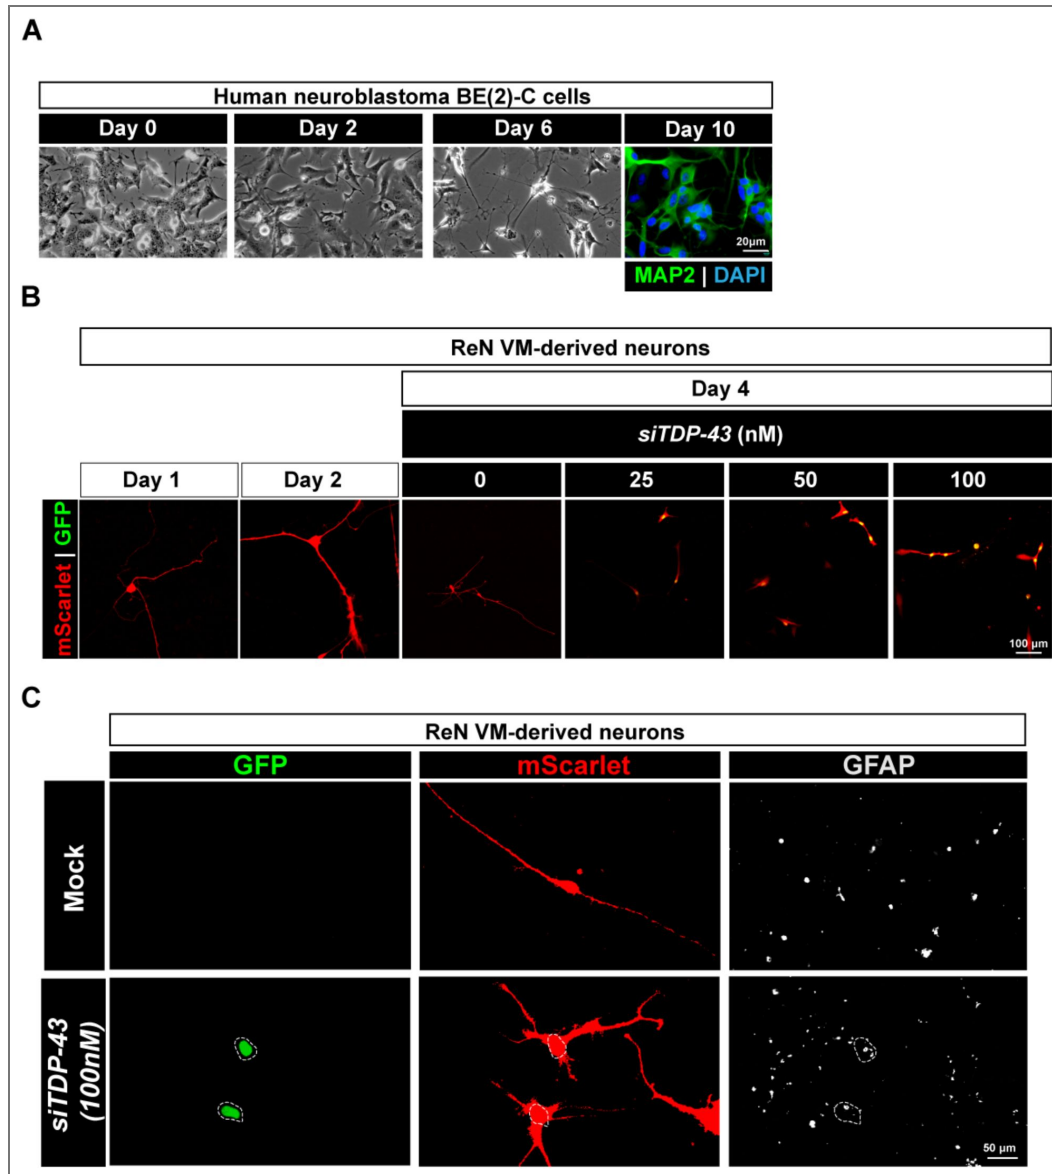 A
Human neuroblastoma BE(2)-C cells
Day 0 Day 2 Day 6 Day 10
20µm
MAP2 | DAPI
B
ReN VM-derived neurons
Day 4
siTDP-43 (nM)
Day 1 Day 2 0 25 50 100
mScarlet | GFP
100 µm
C
ReN VM-derived neurons
GFP mScarlet GFAP
Mock
siTDP-43
(100nM)
50 µm